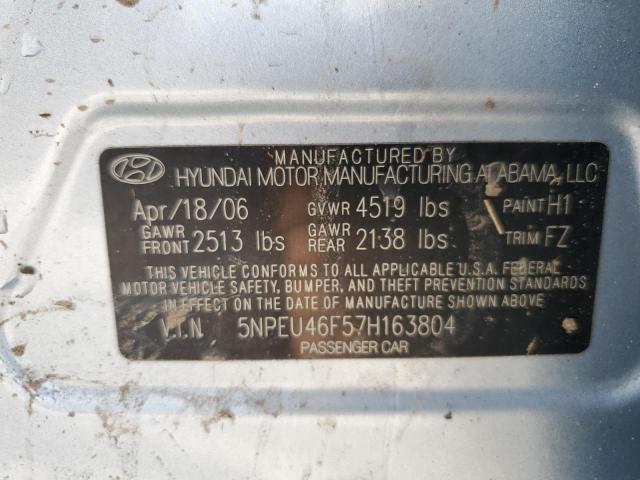 MANUFACTURED BY
HYUNDAI MOTOR MANUFACTURING ALABAMA, LLC
Apr/18/06 GVWR 4519 lbs PAINT H1
GAWR FRONT 2513 lbs GAWR REAR 2138 lbs TRIM FZ
THIS VEHICLE CONFORMS TO ALL APPLICABLE U.S.A. FEDERAL
MOTOR VEHICLE SAFETY, BUMPER, AND THEFT PREVENTION STANDARDS
IN EFFECT ON THE DATE OF MANUFACTURE SHOWN ABOVE
V.I.N 5NPEU46F57H163804
PASSENGER CAR